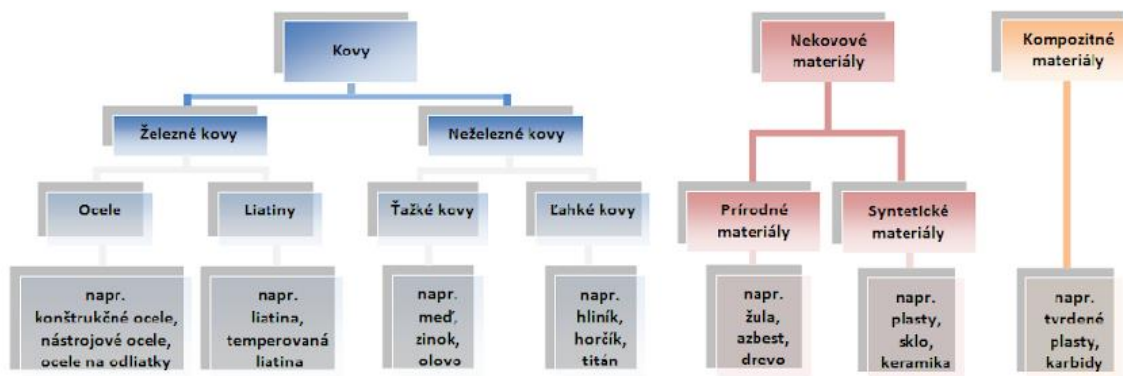 Kovy
Nekovové
materiály
Kompozitné
materiály
Železné kovy
Neželezné kovy
Ocele
Liatiny
Ťažké kovy
Ľahké kovy
Prírodné
materiály
Syntetické
materiály
napr.
konštrukčné ocele,
nástrojové ocele,
ocele na odliatky
napr.
liatina,
temperovaná
liatina
napr.
meď,
zinok,
olovo
napr.
hliník,
horčík,
titán
napr.
žula,
azbest,
drevo
napr.
plasty,
sklo,
keramika
napr.
tvrdené
plasty,
karbidy